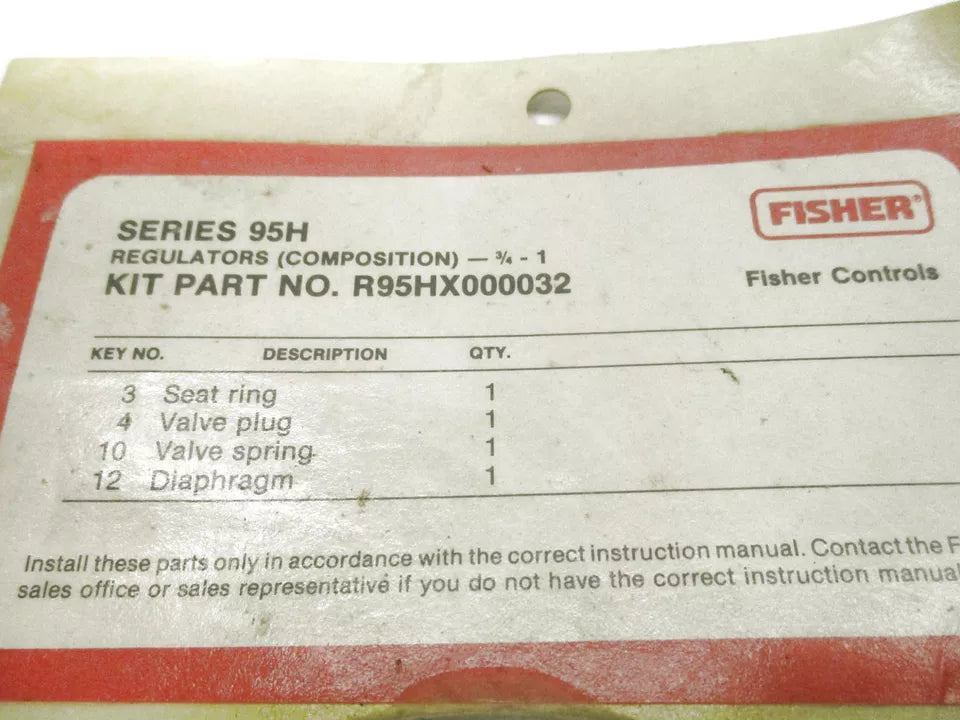 FISHER®
SERIES 95H
REGULATORS (COMPOSITION) — ¾ - 1
KIT PART NO. R95HX000032
Fisher Controls
KEY NO. DESCRIPTION QTY.
3 Seat ring 1
4 Valve plug 1
10 Valve spring 1
12 Diaphragm 1
Install these parts only in accordance with the correct instruction manual. Contact the F
sales office or sales representative if you do not have the correct instruction manual